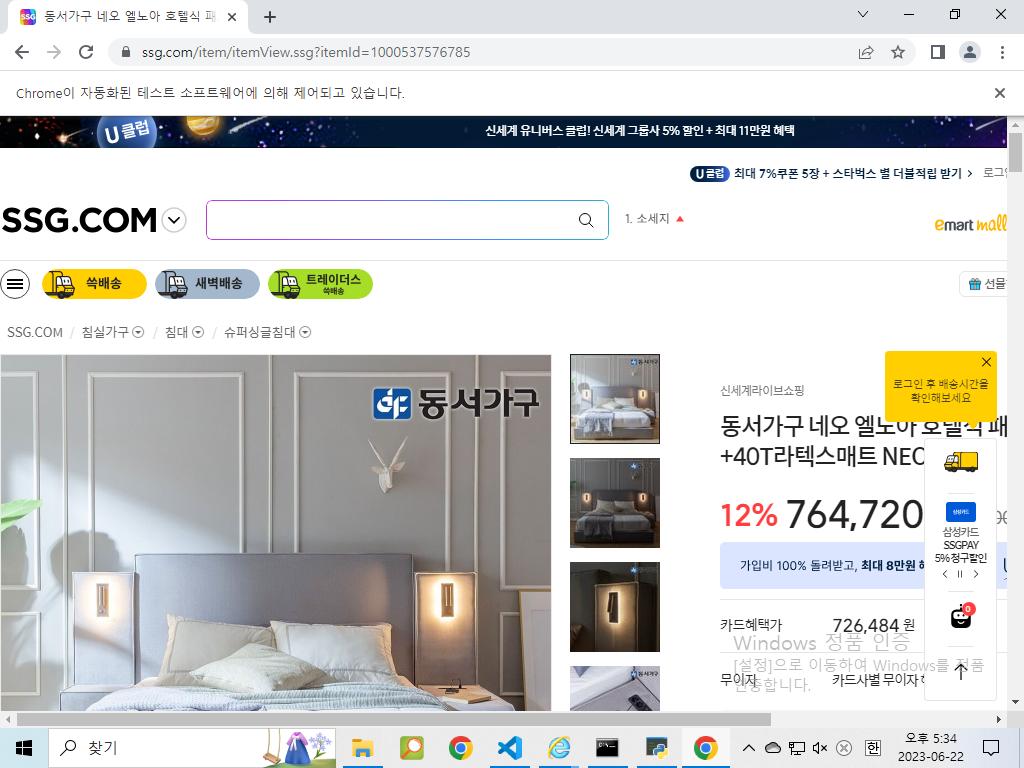 동서가구 네오 엘노아 호텔식 패
ssg.com/item/itemView.ssg?itemId=1000537576785
Chrome이 자동화된 테스트 소프트웨어에 의해 제어되고 있습니다.
U 클럽
신세계 유니버스 클럽! 신세계 그룹사 5% 할인 + 최대 11만원 혜택
U 클럽 최대 7%쿠폰 5장 + 스타벅스 별 더블적립 받기
로그인
SSG.COM
1. 소세지
emart mall
쓱배송
새벽배송
트레이더스
쓱배송
선물
SSG.COM / 침실가구 / 침대 / 슈퍼싱글침대
동서가구
신세계라이브쇼핑
로그인 후 배송시간을
확인해보세요
동서가구 네오 엘노아 호텔식 패
+40T라텍스매트 NEO
12% 764,720
삼성카드
삼성카드
SSGPAY
5% 청구할인
가입비 100% 돌려받고, 최대 8만원
0
카드혜택가
726,484 원
무이자
카드사별 무이자
Windows 정품 인증
[설정]으로 이동하여 Windows를 정품
인증합니다.
찾기
한
오후 5:34
2023-06-22